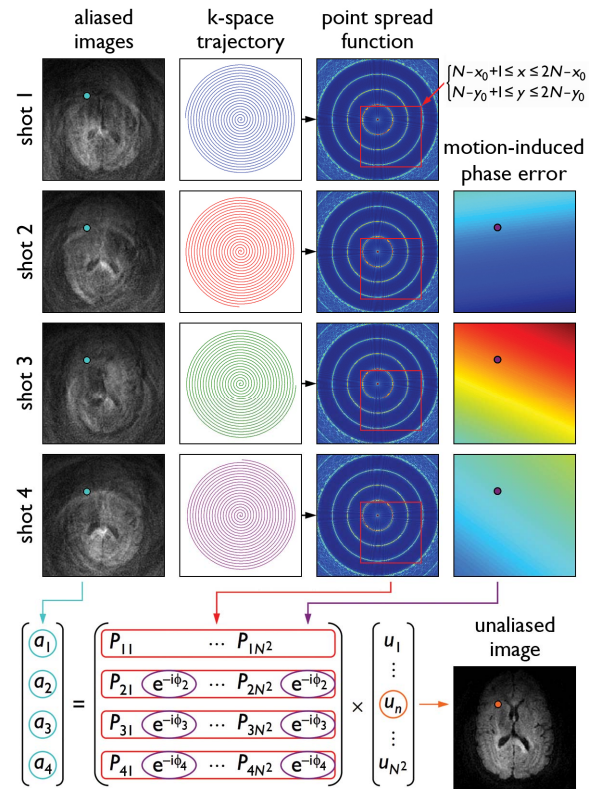 aliased images
k-space trajectory
point spread function
{N−x₀+1 ≤ x ≤ 2N−x₀
{N−y₀+1 ≤ y ≤ 2N−y₀
motion-induced phase error
shot 1
shot 2
shot 3
shot 4
a₁
a₂
a₃
a₄
=
P₁₁ ⋯ P₁N²
P₂₁ e^{-iϕ₂} ⋯ P₂N² e^{-iϕ₂}
P₃₁ e^{-iϕ₃} ⋯ P₃N² e^{-iϕ₃}
P₄₁ e^{-iϕ₄} ⋯ P₄N² e^{-iϕ₄}
×
u₁
⋮
uₙ
⋯
u_{N²}
unaliased image